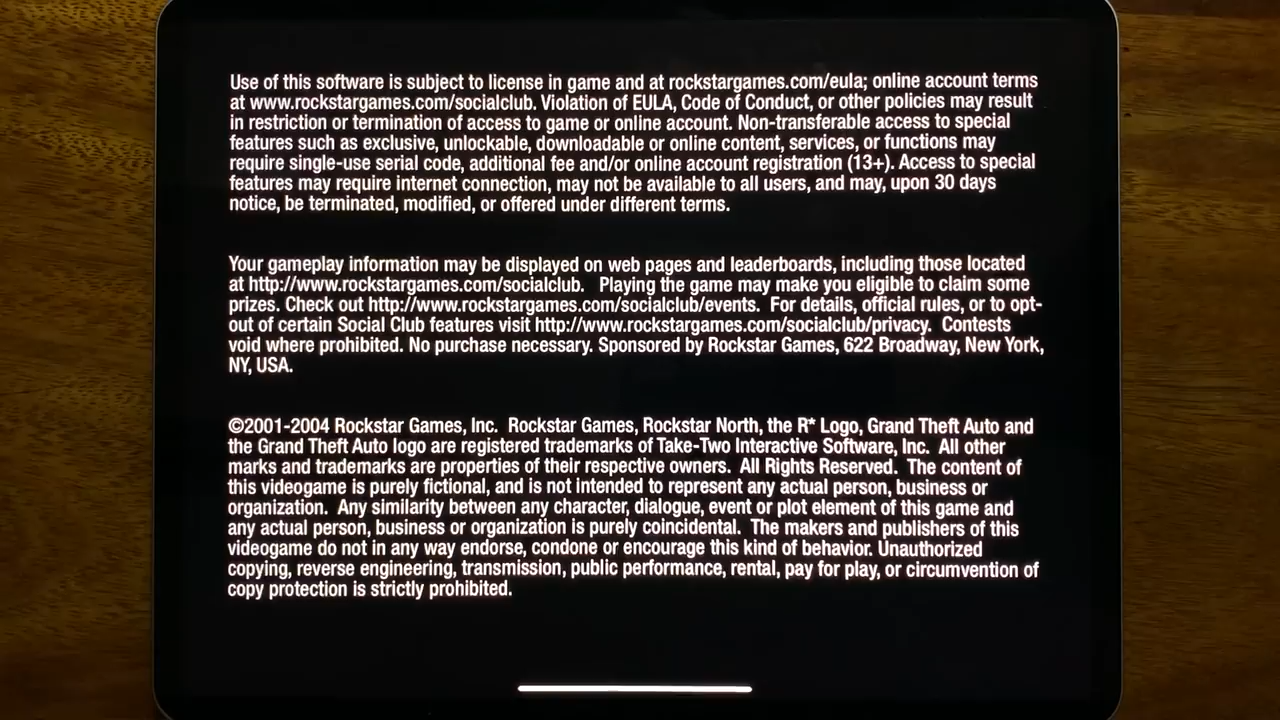 Use of this software is subject to license in game and at rockstargames.com/eula; online account terms
at www.rockstargames.com/socialclub. Violation of EULA, Code of Conduct, or other policies may result
in restriction or termination of access to game or online account. Non-transferable access to special
features such as exclusive, unlockable, downloadable or online content, services, or functions may
require single-use serial code, additional fee and/or online account registration (13+). Access to special
features may require internet connection, may not be available to all users, and may, upon 30 days
notice, be terminated, modified, or offered under different terms.
Your gameplay information may be displayed on web pages and leaderboards, including those located
at http://www.rockstargames.com/socialclub.  Playing the game may make you eligible to claim some
prizes. Check out http://www.rockstargames.com/socialclub/events.  For details, official rules, or to opt-
out of certain Social Club features visit http://www.rockstargames.com/socialclub/privacy.  Contests
void where prohibited. No purchase necessary. Sponsored by Rockstar Games, 622 Broadway, New York,
NY, USA.
©2001-2004 Rockstar Games, Inc.  Rockstar Games, Rockstar North, the R* Logo, Grand Theft Auto and
the Grand Theft Auto logo are registered trademarks of Take-Two Interactive Software, Inc.  All other
marks and trademarks are properties of their respective owners.  All Rights Reserved.  The content of
this videogame is purely fictional, and is not intended to represent any actual person, business or
organization.  Any similarity between any character, dialogue, event or plot element of this game and
any actual person, business or organization is purely coincidental.  The makers and publishers of this
videogame do not in any way endorse, condone or encourage this kind of behavior. Unauthorized
copying, reverse engineering, transmission, public performance, rental, pay for play, or circumvention of
copy protection is strictly prohibited.